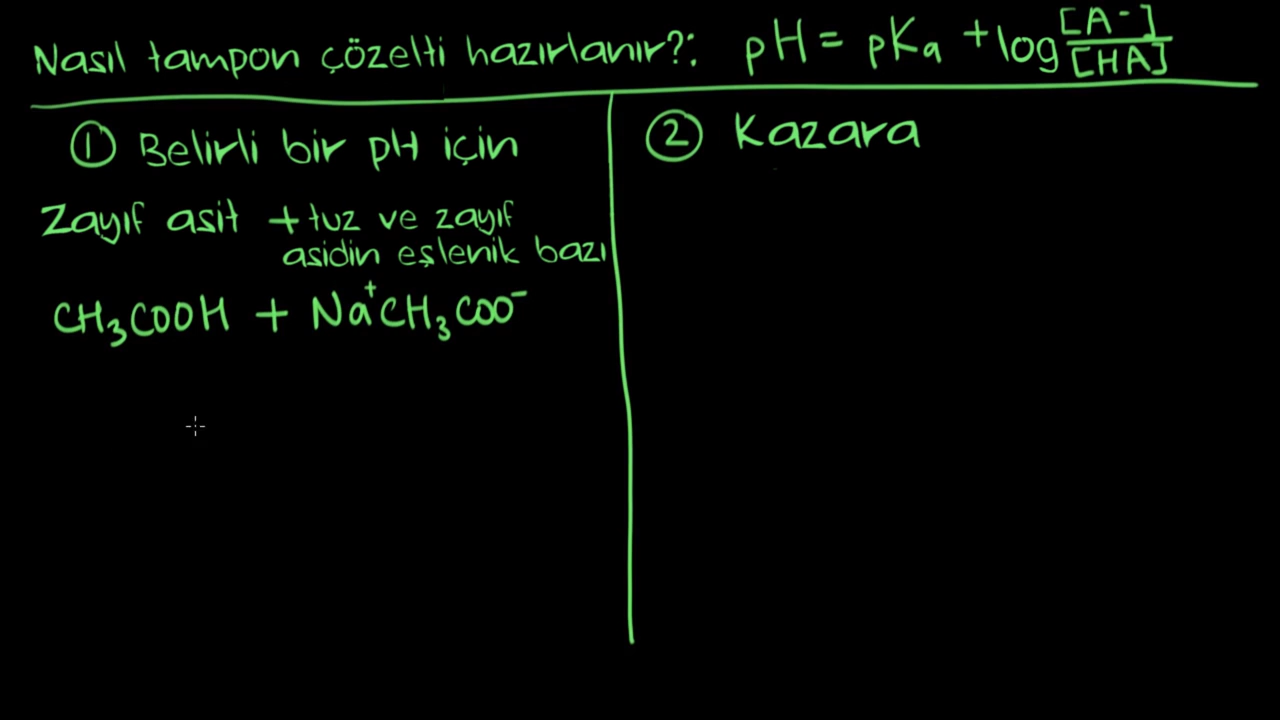 Nasıl tampon çözelti hazırlanır?: pH = pKa + log [A⁻]/[HA]
① Belirli bir pH için
Zayıf asit + tuz ve zayıf
asidin eşlenik bazı
CH₃COOH + Na⁺CH₃COO⁻
② Kazara